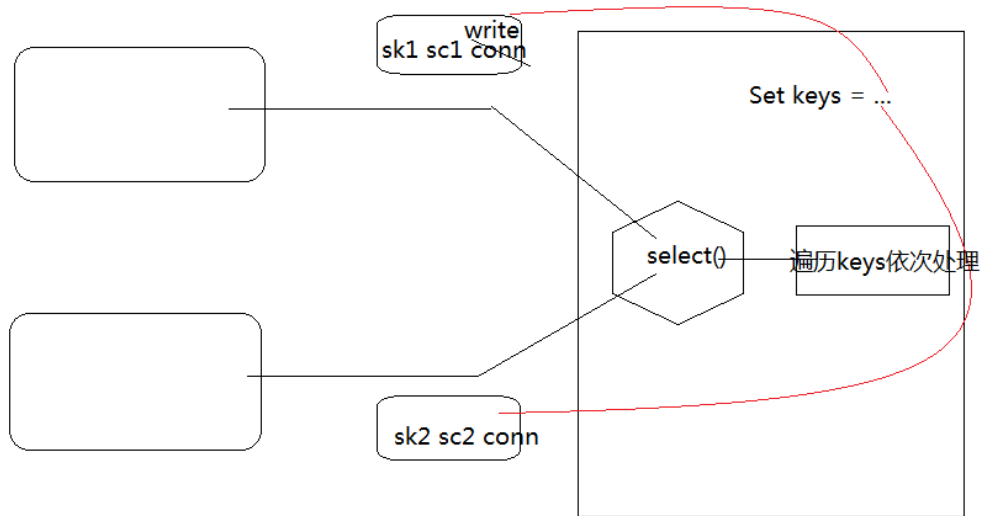 write
sk1 sc1 conn
Set keys = ...
select()
遍历keys依次处理
sk2 sc2 conn